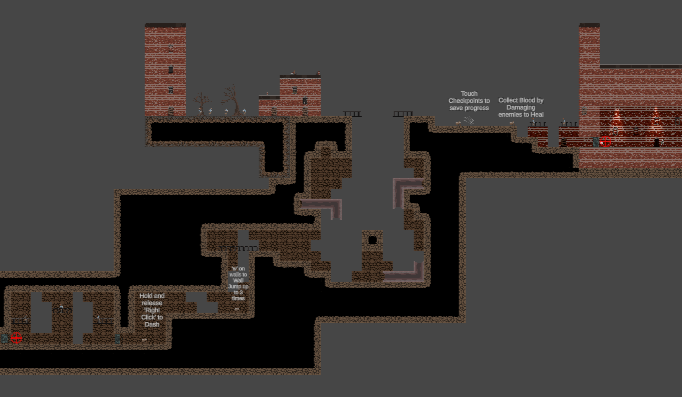 Touch
Checkpoints to
save progress
Collect Blood by
Damaging
enemies to Heal
'W' on
walls to
Wall
Jump up
to 3
times
Hold and
release
'Right
Click' to
Dash